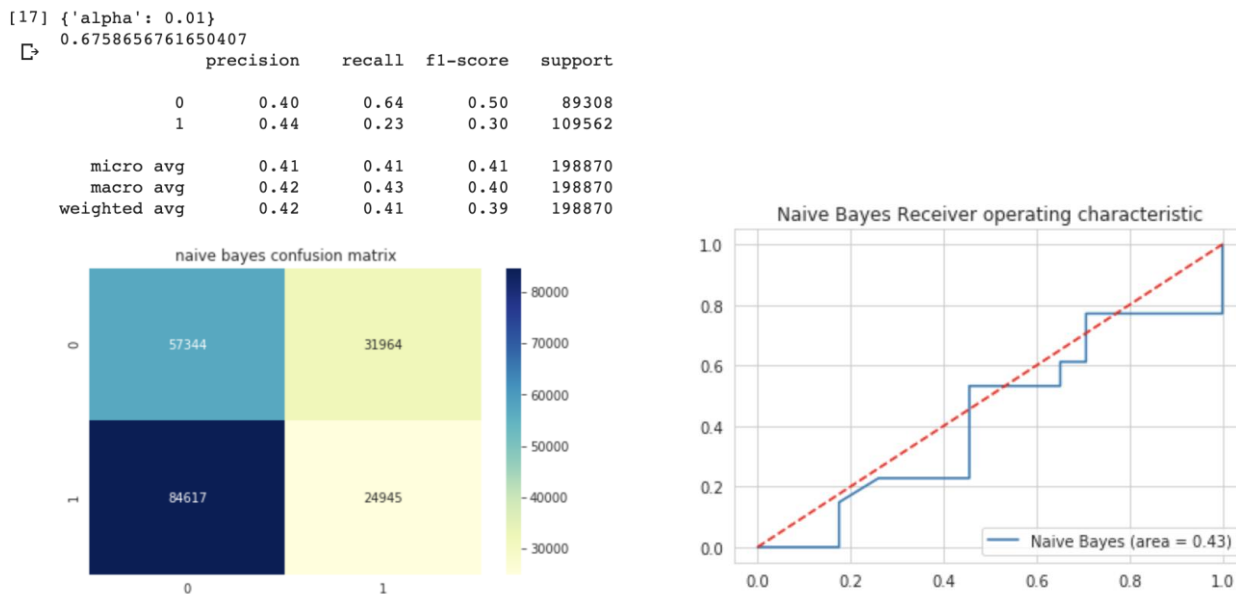 [17] {'alpha': 0.01}
0.6758656761650407
precision recall f1-score support
0 0.40 0.64 0.50 89308
1 0.44 0.23 0.30 109562
micro avg 0.41 0.41 0.41 198870
macro avg 0.42 0.43 0.40 198870
weighted avg 0.42 0.41 0.39 198870
naive bayes confusion matrix
0
57344 31964
1
84617 24945
0 1
80000
70000
60000
50000
40000
30000
Naive Bayes Receiver operating characteristic
1.0
0.8
0.6
0.4
0.2
0.0
Naive Bayes (area = 0.43)
0.0 0.2 0.4 0.6 0.8 1.0